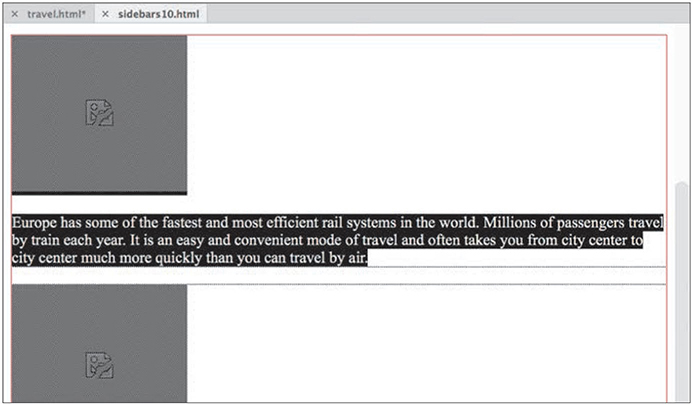 × travel.html* × sidebars10.html
Europe has some of the fastest and most efficient rail systems in the world. Millions of passengers travel
by train each year. It is an easy and convenient mode of travel and often takes you from city center to
city center much more quickly than you can travel by air.